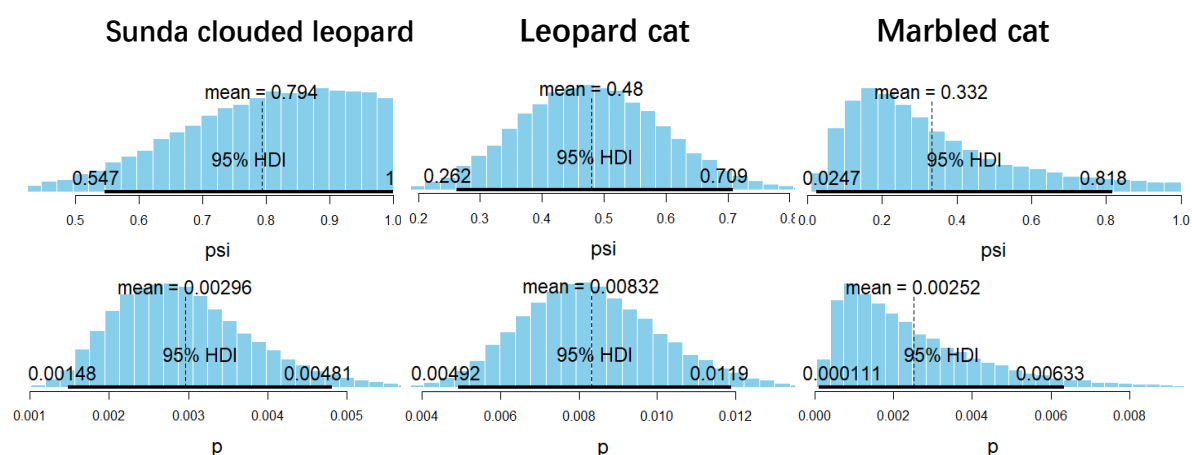 Sunda clouded leopard Leopard cat Marbled cat
mean = 0.794 mean = 0.48 mean = 0.332
95% HDI 95% HDI 95% HDI
0.547 1 0.262 0.709 0.0247 0.818
0.5 0.6 0.7 0.8 0.9 1.0 0.2 0.3 0.4 0.5 0.6 0.7 0.8 0.0 0.2 0.4 0.6 0.8 1.0
psi psi psi
mean = 0.00296 mean = 0.00832 mean = 0.00252
95% HDI 95% HDI 95% HDI
0.00148 0.00481 0.00492 0.0119 0.000111 0.00633
0.001 0.002 0.003 0.004 0.005 0.004 0.006 0.008 0.010 0.012 0.000 0.002 0.004 0.006 0.008
p p p